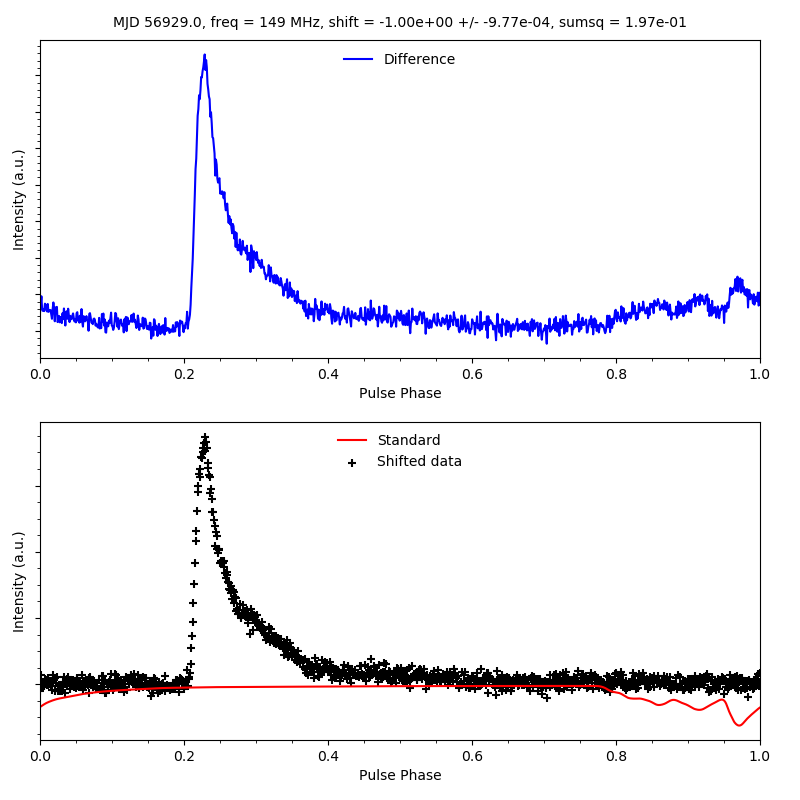 MJD 56929.0, freq = 149 MHz, shift = -1.00e+00 +/- -9.77e-04, sumsq = 1.97e-01
Difference
Intensity (a.u.)
0.0 0.2 0.4 0.6 0.8 1.0
Pulse Phase
Standard
Shifted data
Intensity (a.u.)
0.0 0.2 0.4 0.6 0.8 1.0
Pulse Phase